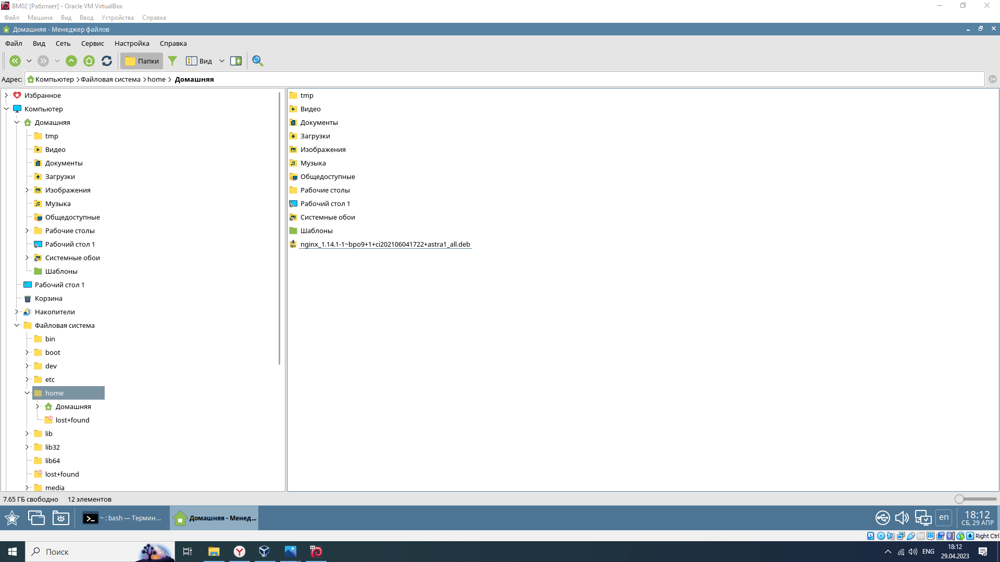 ВМ02 [Работает] - Oracle VM VirtualBox
Файл Машина Вид Ввод Устройства Справка
Домашняя - Менеджер файлов
Файл Вид Сеть Сервис Настройка Справка
Папки Вид
Адрес: Компьютер Файловая система home Домашняя
Избранное
Компьютер
Домашняя
tmp
Видео
Документы
Загрузки
Изображения
Музыка
Общедоступные
Рабочие столы
Рабочий стол 1
Системные обои
Шаблоны
Рабочий стол 1
Корзина
Накопители
Файловая система
bin
boot
dev
etc
home
Домашняя
lost+found
lib
lib32
lib64
lost+found
media
tmp
Видео
Документы
Загрузки
Изображения
Музыка
Общедоступные
Рабочие столы
Рабочий стол 1
Системные обои
Шаблоны
nginx_1.14.1-1~bpo9+1+ci202106041722+astra1_all.deb
7.65 ГБ свободно 12 элементов
~ : bash — Термин...
Домашняя - Менед...
en
18:12
СБ, 29 АПР
Right Ctrl
Поиск
ENG
18:12
29.04.2023